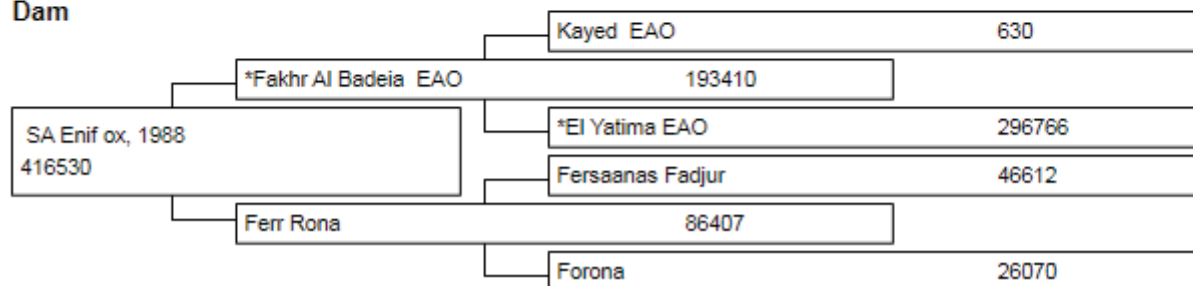 Dam
Kayed EAO 630
*Fakhr Al Badeia EAO 193410
*El Yatima EAO 296766
SA Enif ox, 1988
416530
Fersaanas Fadjur 46612
Ferr Rona 86407
Forona 26070